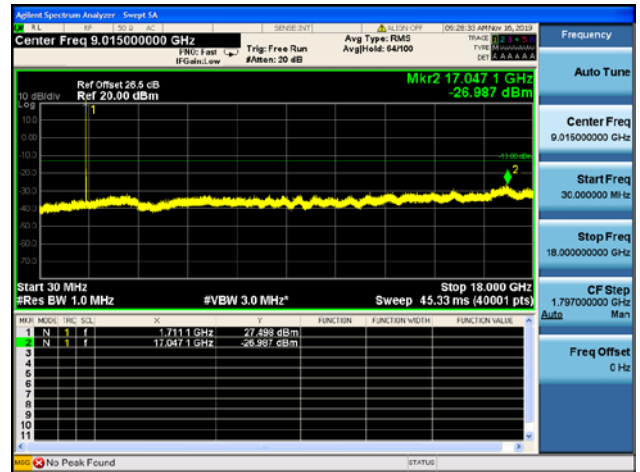 Agilent Spectrum Analyzer - Swept SA
RL RF 50 Ω AC SENSE:INT ALIGN OFF 09:28:33 AM Nov 16, 2019
Center Freq 9.015000000 GHz
PNO: Fast
IFGain:Low
Trig: Free Run
#Atten: 20 dB
Avg Type: RMS
Avg|Hold: 64/100
TRACE 1 2 3 4 5 6
TYPE
DET A A A A A A
Frequency
Auto Tune
Center Freq
9.015000000 GHz
Start Freq
30.000000 MHz
Stop Freq
18.000000000 GHz
CF Step
1.797000000 GHz
Auto Man
Freq Offset
0 Hz
Ref Offset 26.5 dB
10 dB/div Ref 20.00 dBm
Mkr2 17.047 1 GHz
-26.987 dBm
Log
10.0
0.00
-10.0
-20.0
-30.0
-40.0
-50.0
-60.0
-70.0
1
-13.00 dBm
2
Start 30 MHz Stop 18.000 GHz
#Res BW 1.0 MHz #VBW 3.0 MHz* Sweep 45.33 ms (40001 pts)
MKR MODE TRC SCL X Y FUNCTION FUNCTION WIDTH FUNCTION VALUE
1 N 1 f 1.711 1 GHz 27.498 dBm
2 N 1 f 17.047 1 GHz -26.987 dBm
3
4
5
6
7
8
9
10
11
MSG No Peak Found STATUS